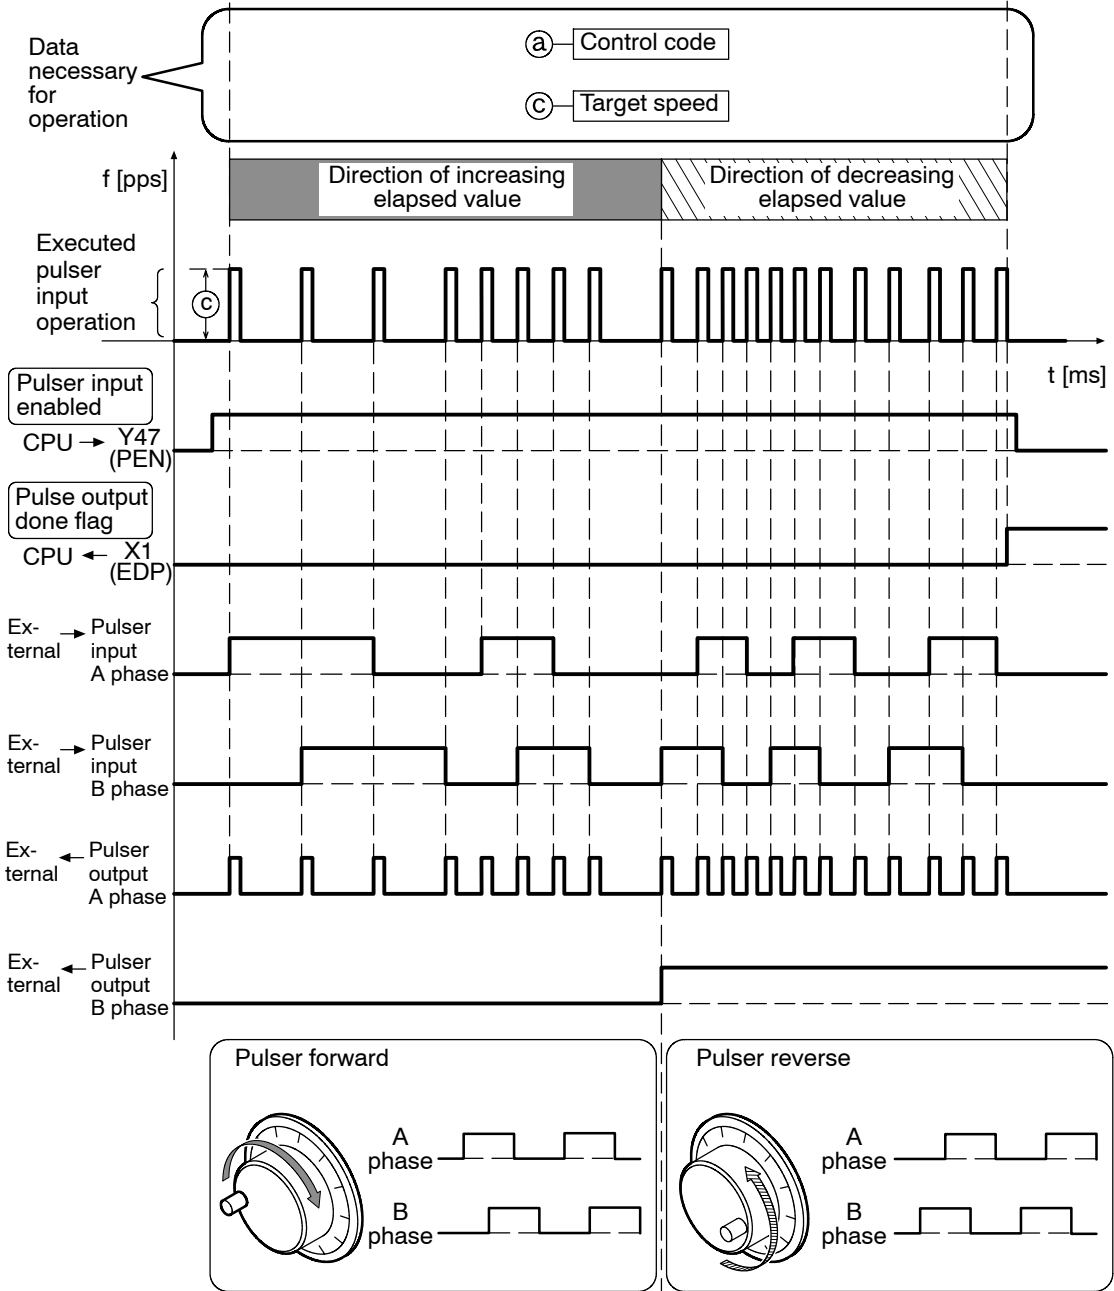 Data
necessary
for
operation
a Control code
c Target speed
f [pps]
Direction of increasing
elapsed value
Direction of decreasing
elapsed value
Executed
pulser
input
operation
c
t [ms]
Pulser input
enabled
CPU Y47
(PEN)
Pulse output
done flag
CPU X1
(EDP)
Ex-
ternal
Pulser
input
A phase
Ex-
ternal
Pulser
input
B phase
Ex-
ternal
Pulser
output
A phase
Ex-
ternal
Pulser
output
B phase
Pulser forward
A
phase
B
phase
Pulser reverse
A
phase
B
phase